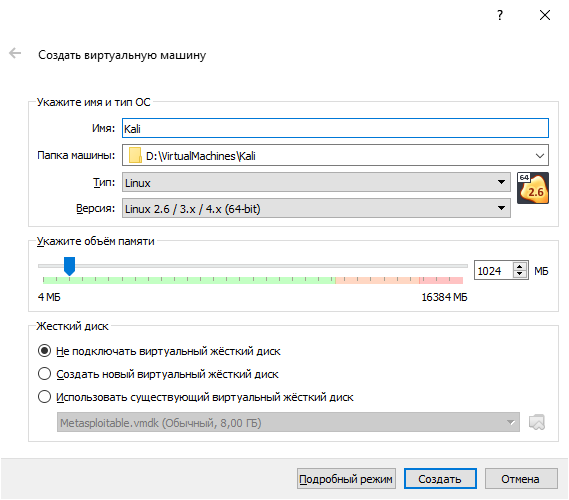 ?
Создать виртуальную машину
Укажите имя и тип ОС
Имя: Kali
Папка машины: D:\VirtualMachines\Kali
Тип: Linux
64
2.6
Версия: Linux 2.6 / 3.x / 4.x (64-bit)
Укажите объём памяти
1024 МБ
4 МБ 16384 МБ
Жесткий диск
Не подключать виртуальный жёсткий диск
Создать новый виртуальный жёсткий диск
Использовать существующий виртуальный жёсткий диск
Metasploitable.vmdk (Обычный, 8,00 ГБ)
Подробный режим Создать Отмена